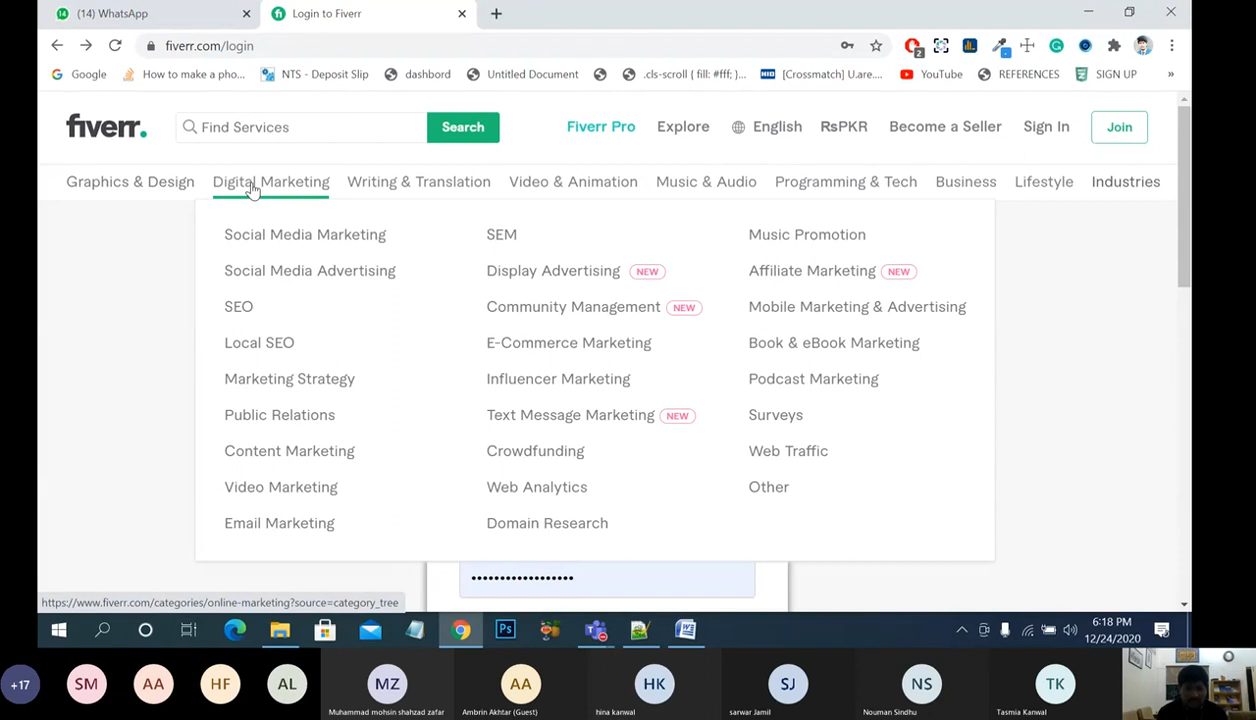 14
(14) WhatsApp
Login to Fiverr
fiverr.com/login
2
Google
How to make a pho...
NTS - Deposit Slip
dashbord
Untitled Document
.cls-scroll { fill: #fff; }...
HID
[Crossmatch] U.are....
YouTube
REFERENCES
SIGN UP
»
fiverr.
Find Services
Search
Fiverr Pro
Explore
English
RsPKR
Become a Seller
Sign In
Join
Graphics & Design
Digital Marketing
Writing & Translation
Video & Animation
Music & Audio
Programming & Tech
Business
Lifestyle
Industries
Social Media Marketing
Social Media Advertising
SEO
Local SEO
Marketing Strategy
Public Relations
Content Marketing
Video Marketing
Email Marketing
SEM
Display Advertising NEW
Community Management NEW
E-Commerce Marketing
Influencer Marketing
Text Message Marketing NEW
Crowdfunding
Web Analytics
Domain Research
Music Promotion
Affiliate Marketing NEW
Mobile Marketing & Advertising
Book & eBook Marketing
Podcast Marketing
Surveys
Web Traffic
Other
••••••••••••••••••
https://www.fiverr.com/categories/online-marketing?source=category_tree
Ps
6:18 PM
12/24/2020
+17
SM
AA
HF
AL
MZ
Muhammad mohsin shahzad zafar
AA
Ambrin Akhtar (Guest)
HK
hina kanwal
SJ
sarwar Jamil
NS
Nouman Sindhu
TK
Tasmia Kanwal